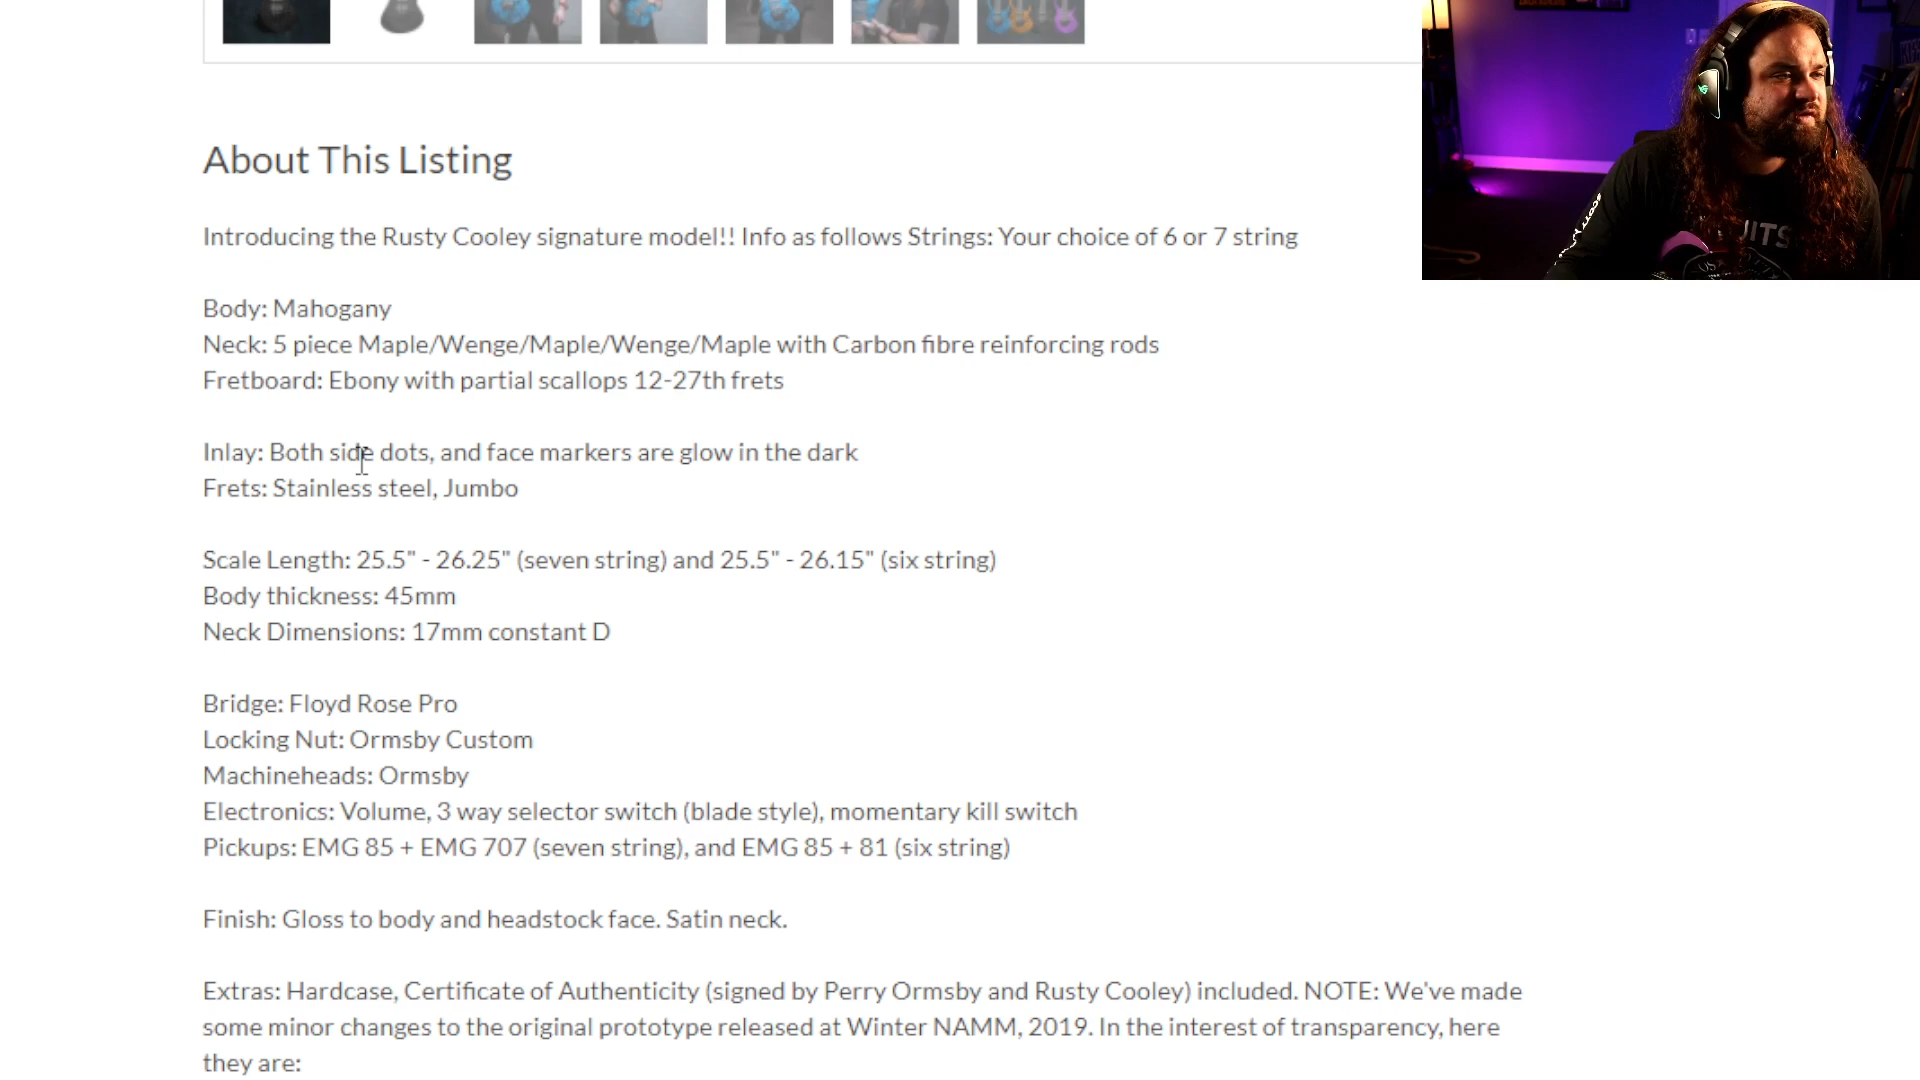 About This Listing
Introducing the Rusty Cooley signature model!! Info as follows Strings: Your choice of 6 or 7 string
Body: Mahogany
Neck: 5 piece Maple/Wenge/Maple/Wenge/Maple with Carbon fibre reinforcing rods
Fretboard: Ebony with partial scallops 12-27th frets
Inlay: Both side dots, and face markers are glow in the dark
Frets: Stainless steel, Jumbo
Scale Length: 25.5" - 26.25" (seven string) and 25.5" - 26.15" (six string)
Body thickness: 45mm
Neck Dimensions: 17mm constant D
Bridge: Floyd Rose Pro
Locking Nut: Ormsby Custom
Machineheads: Ormsby
Electronics: Volume, 3 way selector switch (blade style), momentary kill switch
Pickups: EMG 85 + EMG 707 (seven string), and EMG 85 + 81 (six string)
Finish: Gloss to body and headstock face. Satin neck.
Extras: Hardcase, Certificate of Authenticity (signed by Perry Ormsby and Rusty Cooley) included. NOTE: We've made
some minor changes to the original prototype released at Winter NAMM, 2019. In the interest of transparency, here
they are: